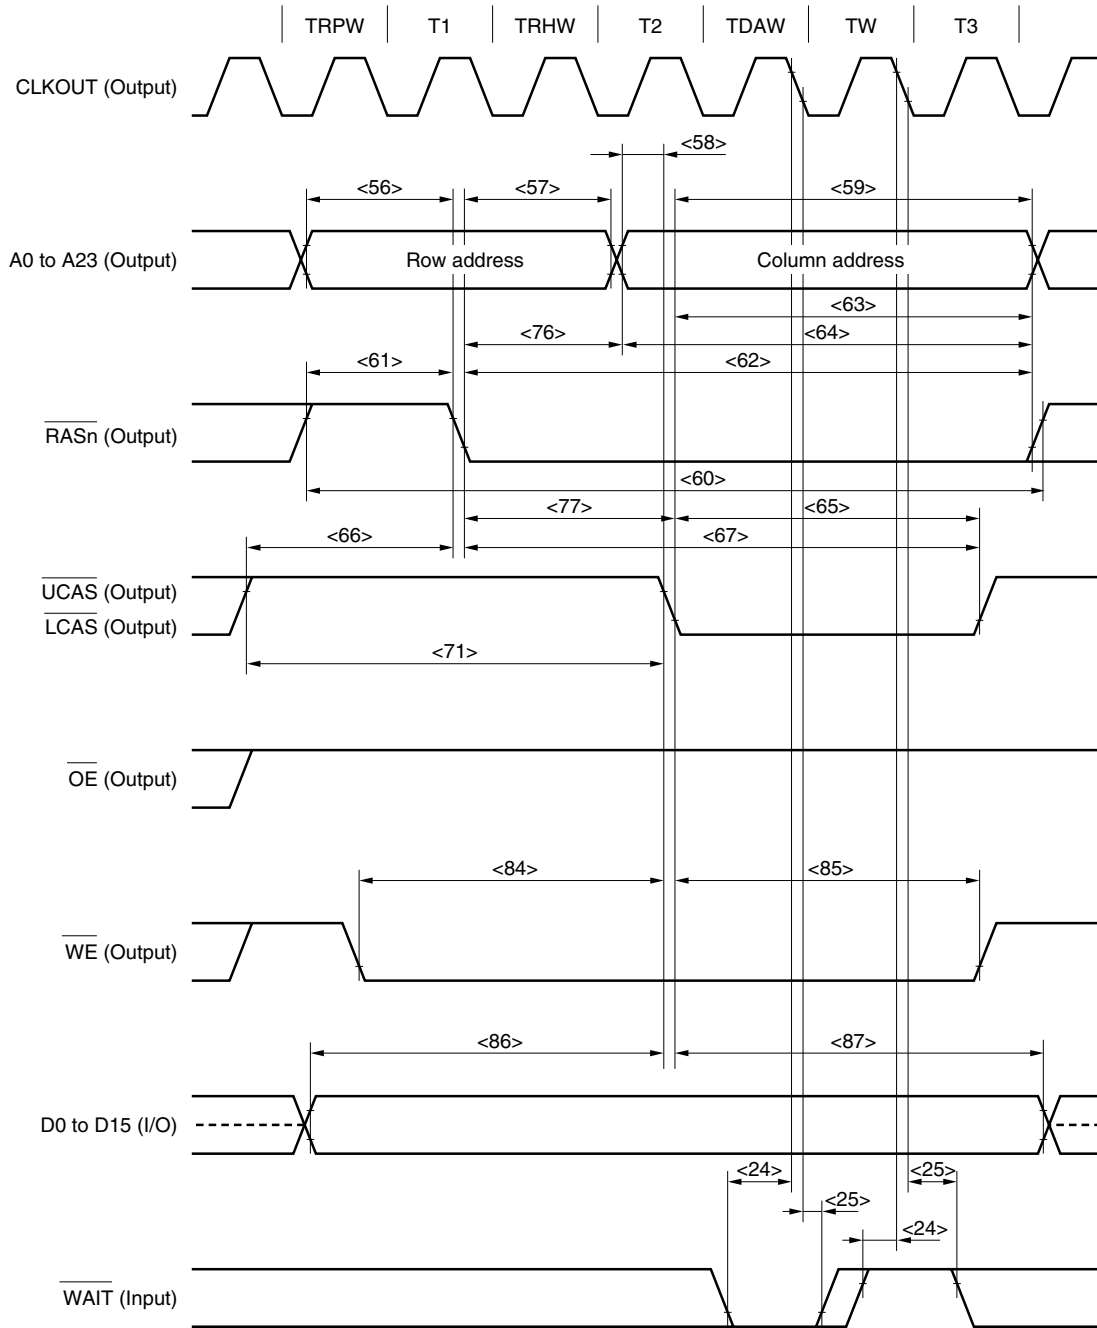 TRPW T1 TRHW T2 TDAW TW T3
CLKOUT (Output)
<58>
<56> <57> <59>
A0 to A23 (Output) Row address Column address
<63>
<76> <64>
<61> <62>
RASn (Output)
<60>
<77> <65>
<66> <67>
UCAS (Output)
LCAS (Output)
<71>
OE (Output)
<84> <85>
WE (Output)
<86> <87>
D0 to D15 (I/O)
<24> <25>
<25>
<24>
WAIT (Input)